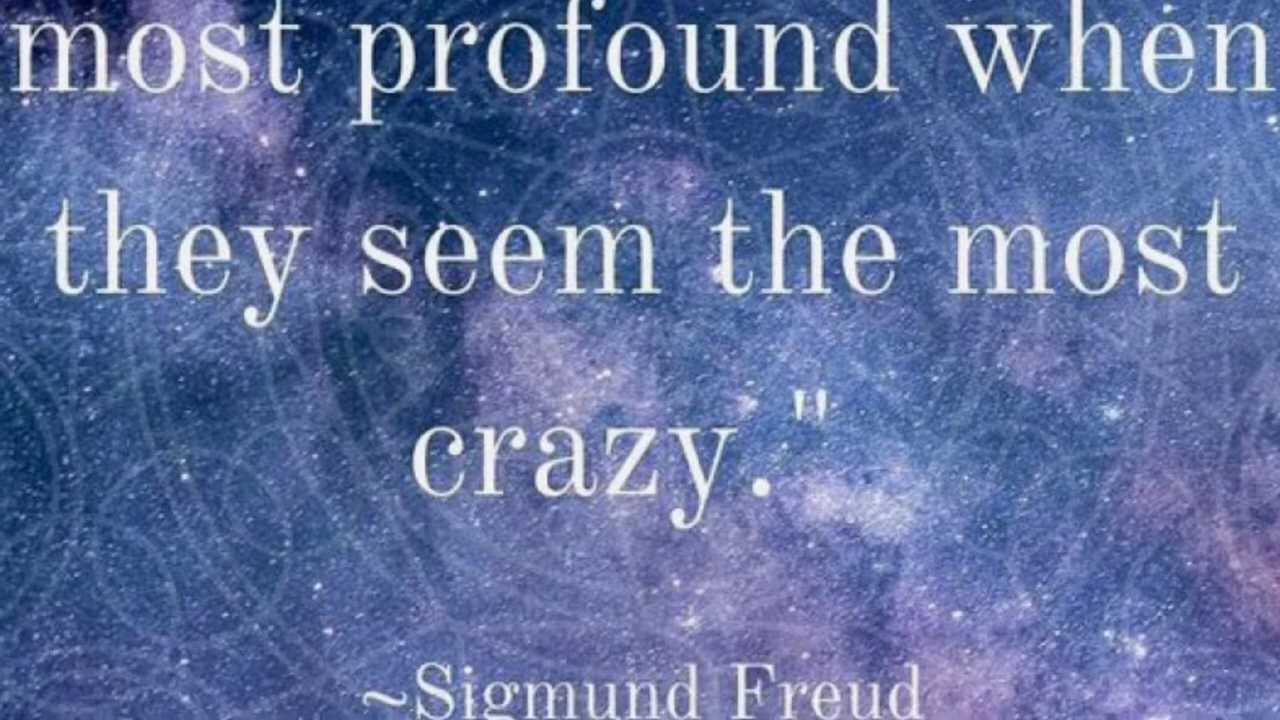 most profound when
they seem the most
crazy."
~Sigmund Freud